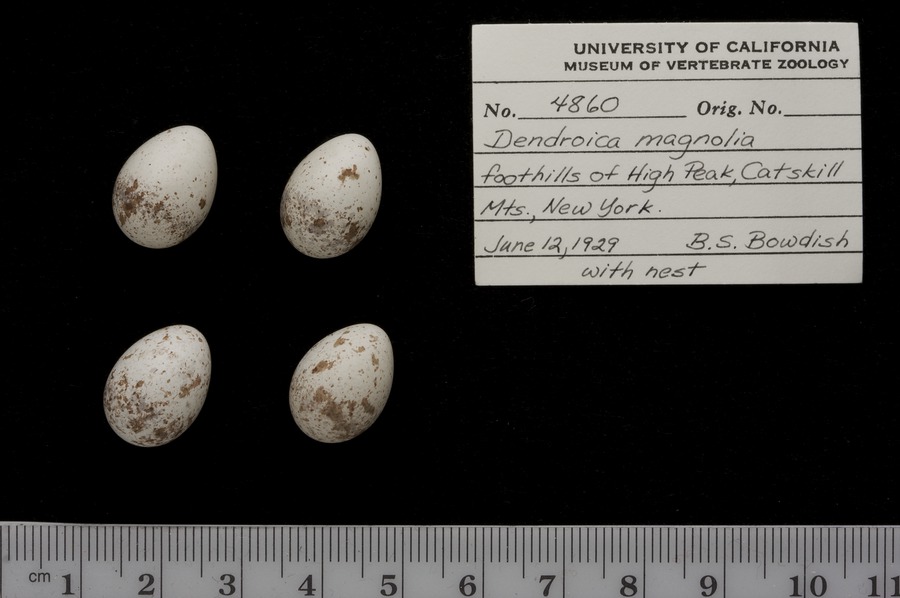 UNIVERSITY OF CALIFORNIA
MUSEUM OF VERTEBRATE ZOOLOGY
No. 4860 Orig. No.
Dendroica magnolia
foothills of High Peak, Catskill
Mts., New York.
June 12, 1929 B.S. Bowdish
with nest
cm 1 2 3 4 5 6 7 8 9 10 11